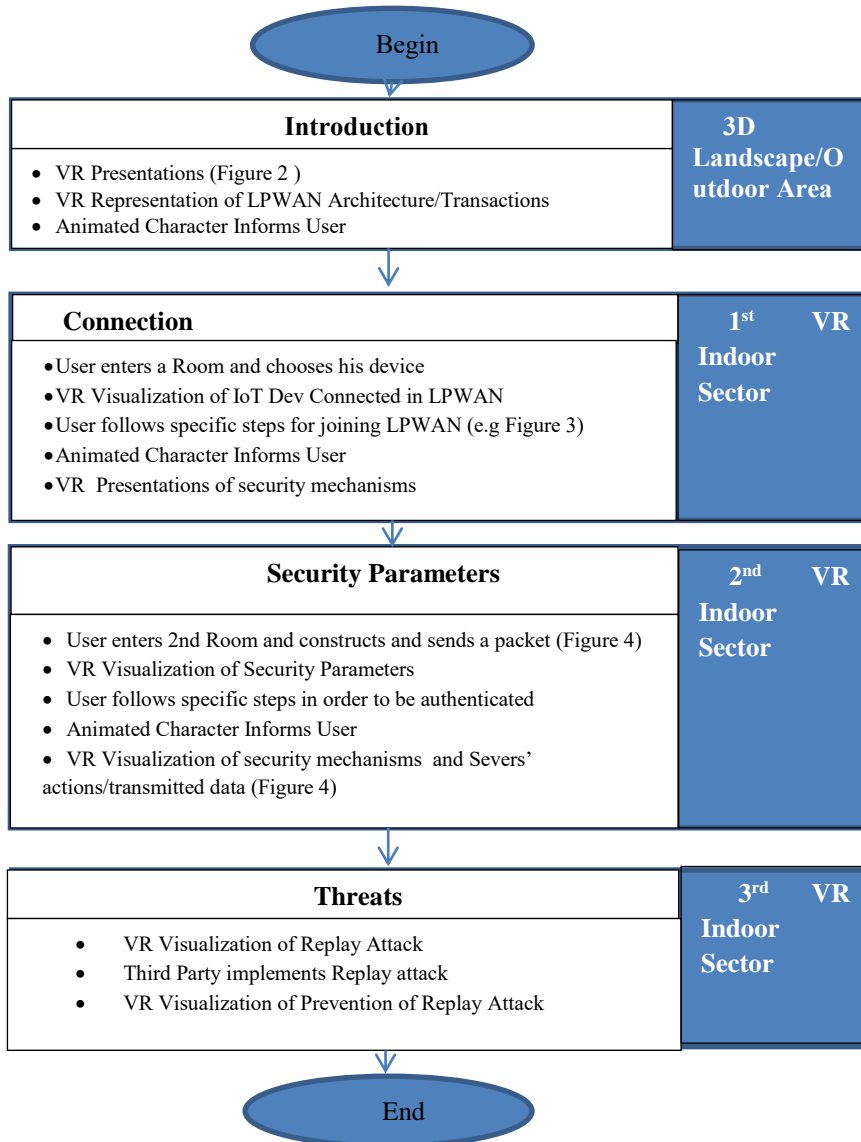 Begin
Introduction
3D
Landscape/O
utdoor Area
• VR Presentations (Figure 2 )
• VR Representation of LPWAN Architecture/Transactions
• Animated Character Informs User
Connection
1st VR
Indoor
Sector
•User enters a Room and chooses his device
•VR Visualization of IoT Dev Connected in LPWAN
•User follows specific steps for joining LPWAN (e.g Figure 3)
•Animated Character Informs User
•VR Presentations of security mechanisms
Security Parameters
2nd VR
Indoor
Sector
• User enters 2nd Room and constructs and sends a packet (Figure 4)
• VR Visualization of Security Parameters
• User follows specific steps in order to be authenticated
• Animated Character Informs User
• VR Visualization of security mechanisms and Severs’
actions/transmitted data (Figure 4)
Threats
3rd VR
Indoor
Sector
• VR Visualization of Replay Attack
• Third Party implements Replay attack
• VR Visualization of Prevention of Replay Attack
End